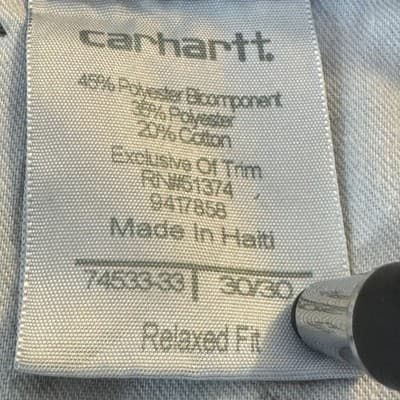 carhartt.
45% Polyester Bicomponent
35% Polyester
20% Cotton
Exclusive Of Trim
RN#51374
9417858
Made In Haiti
74533-33 30/30
Relaxed Fit